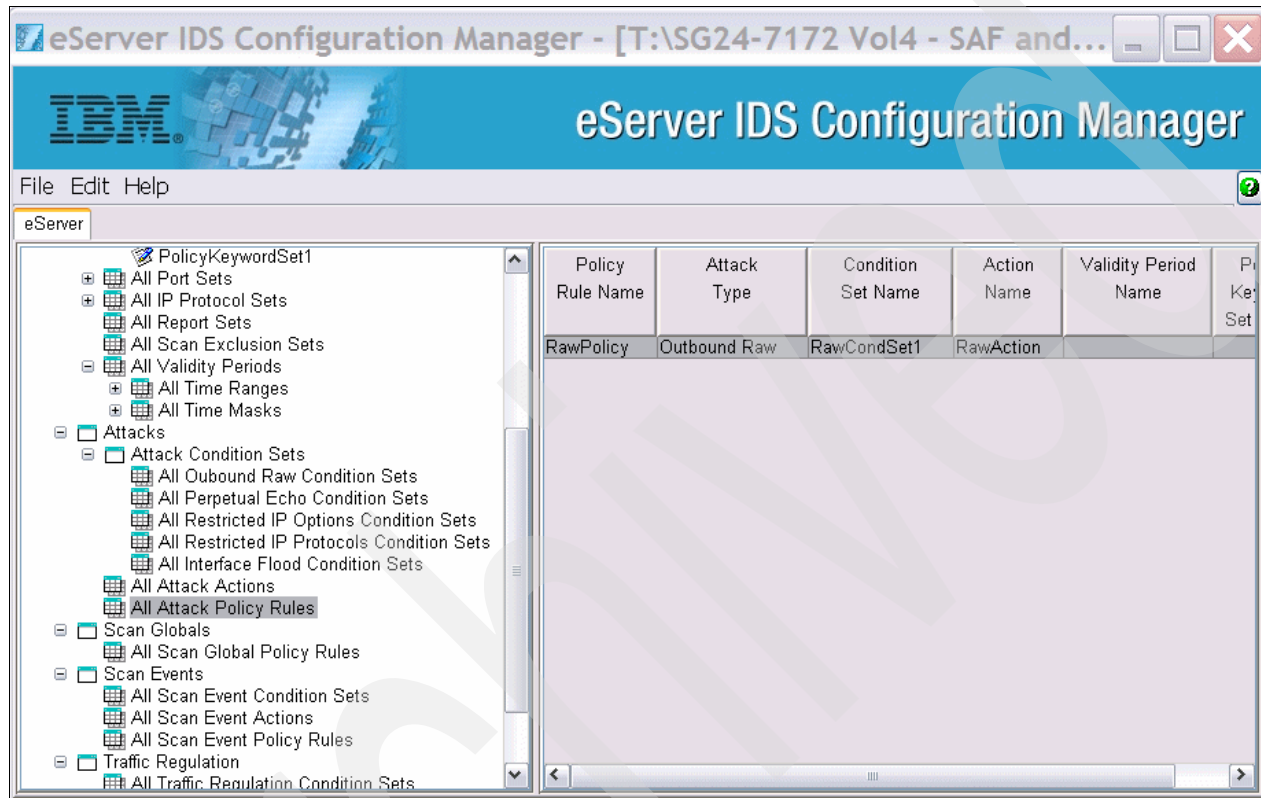 eServer IDS Configuration Manager - [T:\SG24-7172 Vol4 - SAF and...
IBM®
eServer IDS Configuration Manager
File Edit Help
eServer
PolicyKeywordSet1
All Port Sets
All IP Protocol Sets
All Report Sets
All Scan Exclusion Sets
All Validity Periods
All Time Ranges
All Time Masks
Attacks
Attack Condition Sets
All Oubound Raw Condition Sets
All Perpetual Echo Condition Sets
All Restricted IP Options Condition Sets
All Restricted IP Protocols Condition Sets
All Interface Flood Condition Sets
All Attack Actions
All Attack Policy Rules
Scan Globals
All Scan Global Policy Rules
Scan Events
All Scan Event Condition Sets
All Scan Event Actions
All Scan Event Policy Rules
Traffic Regulation
All Traffic Regulation Condition Sets
Policy Rule Name
Attack Type
Condition Set Name
Action Name
Validity Period Name
Set
RawPolicy Outbound Raw RawCondSet1 RawAction